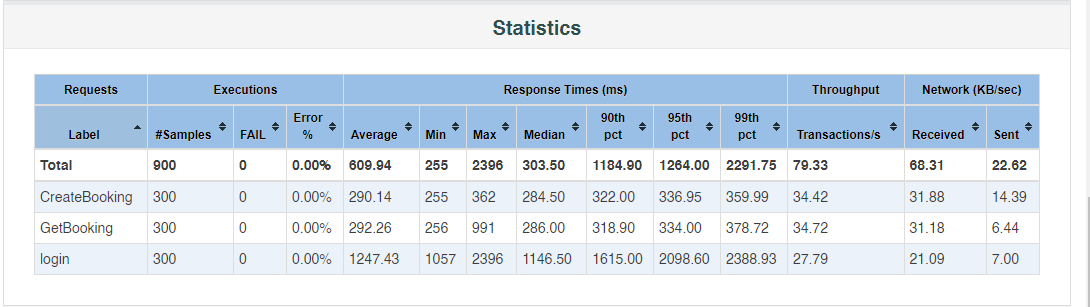 Statistics
Requests Executions Response Times (ms) Throughput Network (KB/sec)
Label #Samples FAIL Error % Average Min Max Median 90th pct 95th pct 99th pct Transactions/s Received Sent
Total 900 0 0.00% 609.94 255 2396 303.50 1184.90 1264.00 2291.75 79.33 68.31 22.62
CreateBooking 300 0 0.00% 290.14 255 362 284.50 322.00 336.95 359.99 34.42 31.88 14.39
GetBooking 300 0 0.00% 292.26 256 991 286.00 318.90 334.00 378.72 34.72 31.18 6.44
login 300 0 0.00% 1247.43 1057 2396 1146.50 1615.00 2098.60 2388.93 27.79 21.09 7.00